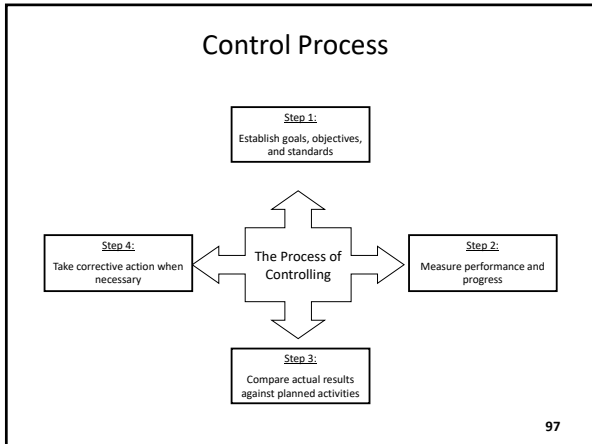 Control Process
Step 1:
Establish goals, objectives,
and standards
Step 4:
Take corrective action when
necessary
The Process of
Controlling
Step 2:
Measure performance and
progress
Step 3:
Compare actual results
against planned activities
97